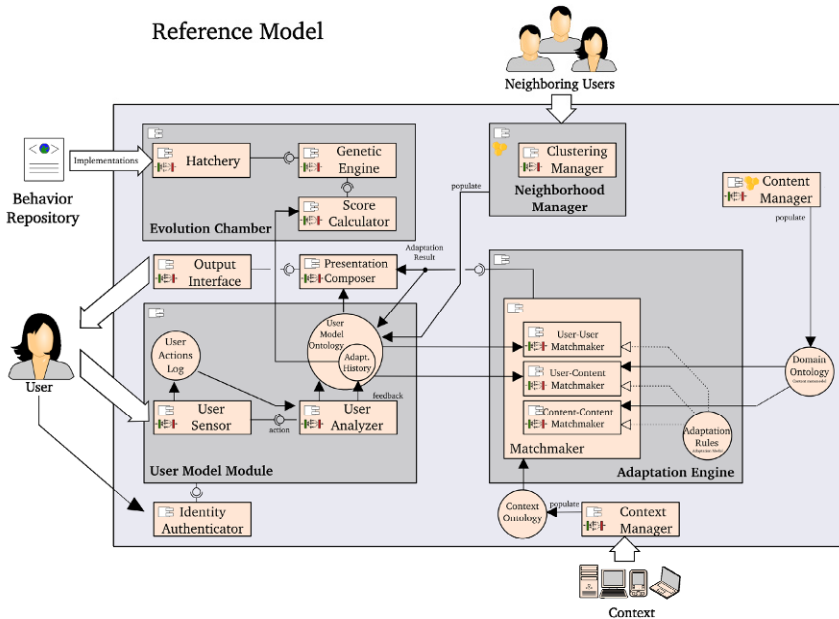 Reference Model
Neighboring Users
Implementations
Behavior
Repository
Hatchery
Genetic
Engine
Score
Calculator
Evolution Chamber
Clustering
Manager
Neighborhood
Manager
populate
Content
Manager
populate
Output
Interface
Presentation
Composer
Adaptation
Result
User
Actions
Log
User
Model
Ontology
Adapt.
History
feedback
User
Sensor
action
User
Analyzer
User Model Module
User
Identity
Authenticator
User-User
Matchmaker
User-Content
Matchmaker
Content-Content
Matchmaker
Matchmaker
Adaptation
Rules
Adaptation Engine
Domain
Ontology
Context
Ontology
populate
Context
Manager
Context